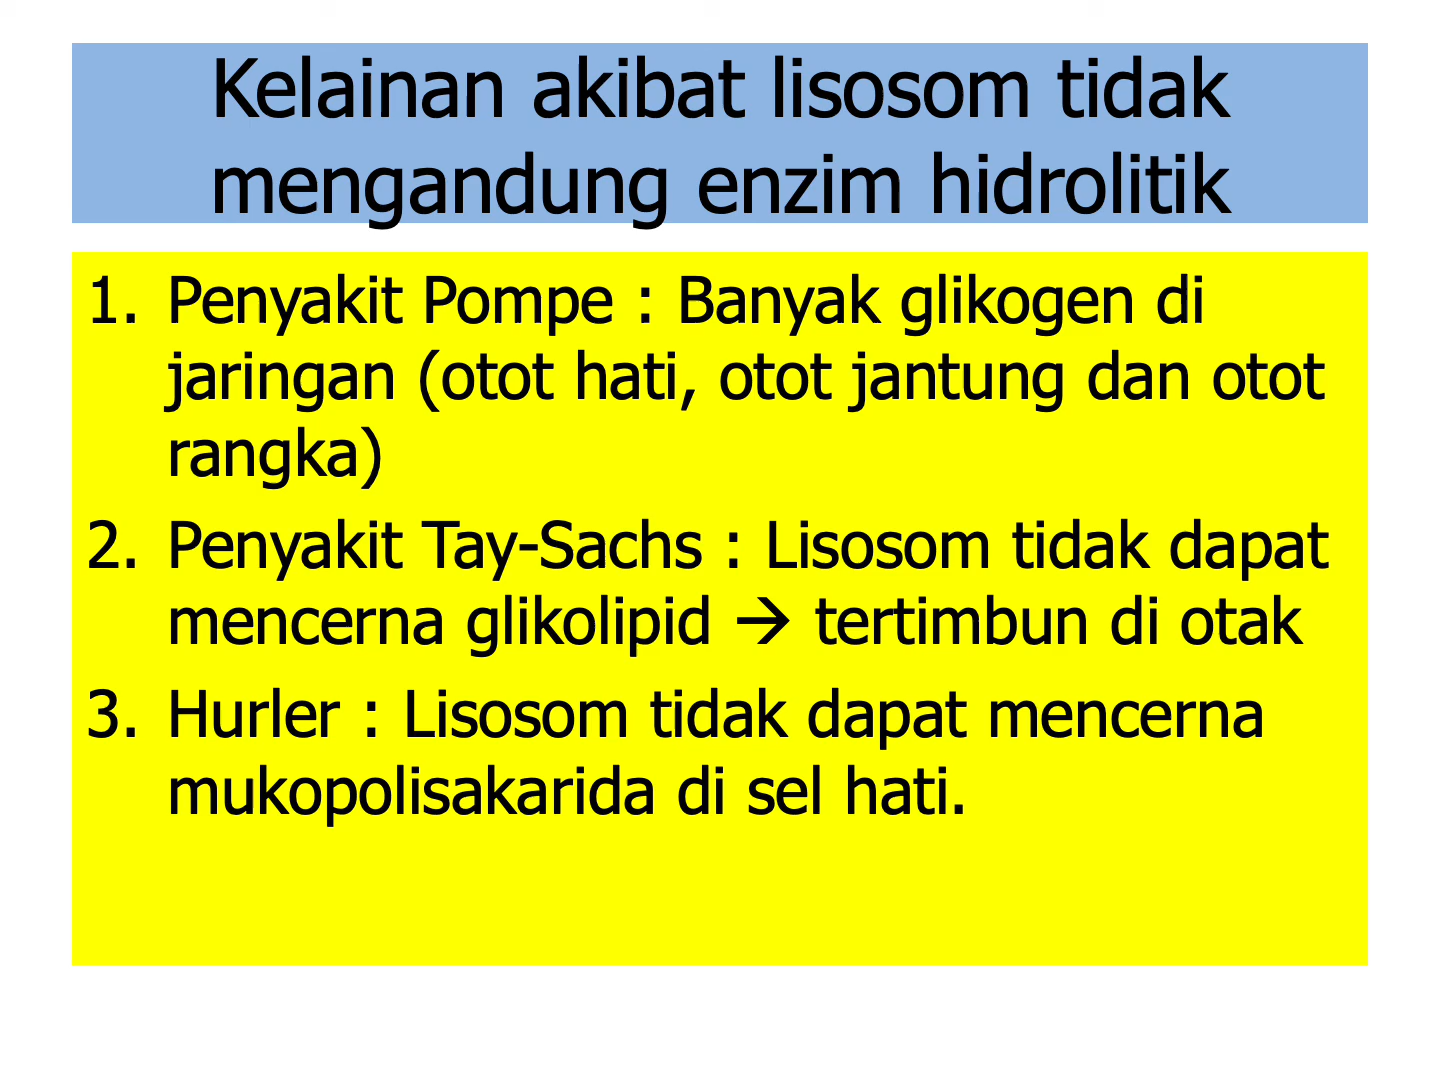 Kelainan akibat lisosom tidak
mengandung enzim hidrolitik
1. Penyakit Pompe : Banyak glikogen di
jaringan (otot hati, otot jantung dan otot
rangka)
2. Penyakit Tay-Sachs : Lisosom tidak dapat
mencerna glikolipid → tertimbun di otak
3. Hurler : Lisosom tidak dapat mencerna
mukopolisakarida di sel hati.